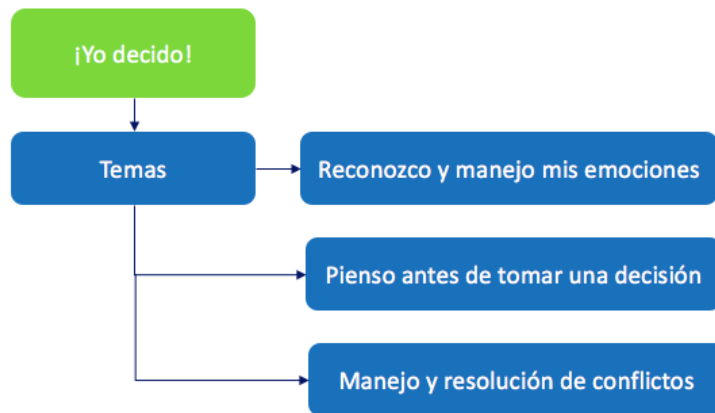 ¡Yo decido!
Temas
Reconozco y manejo mis emociones
Pienso antes de tomar una decisión
Manejo y resolución de conflictos